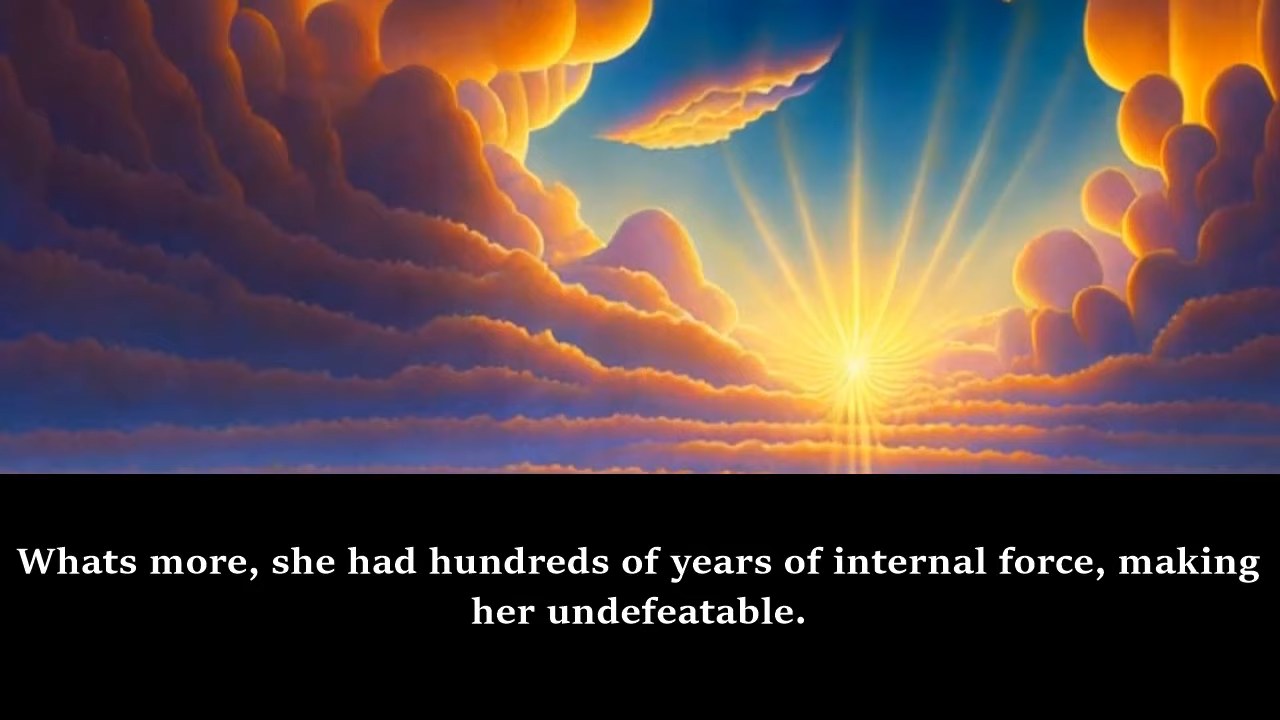 Whats more, she had hundreds of years of internal force, making
her undefeatable.